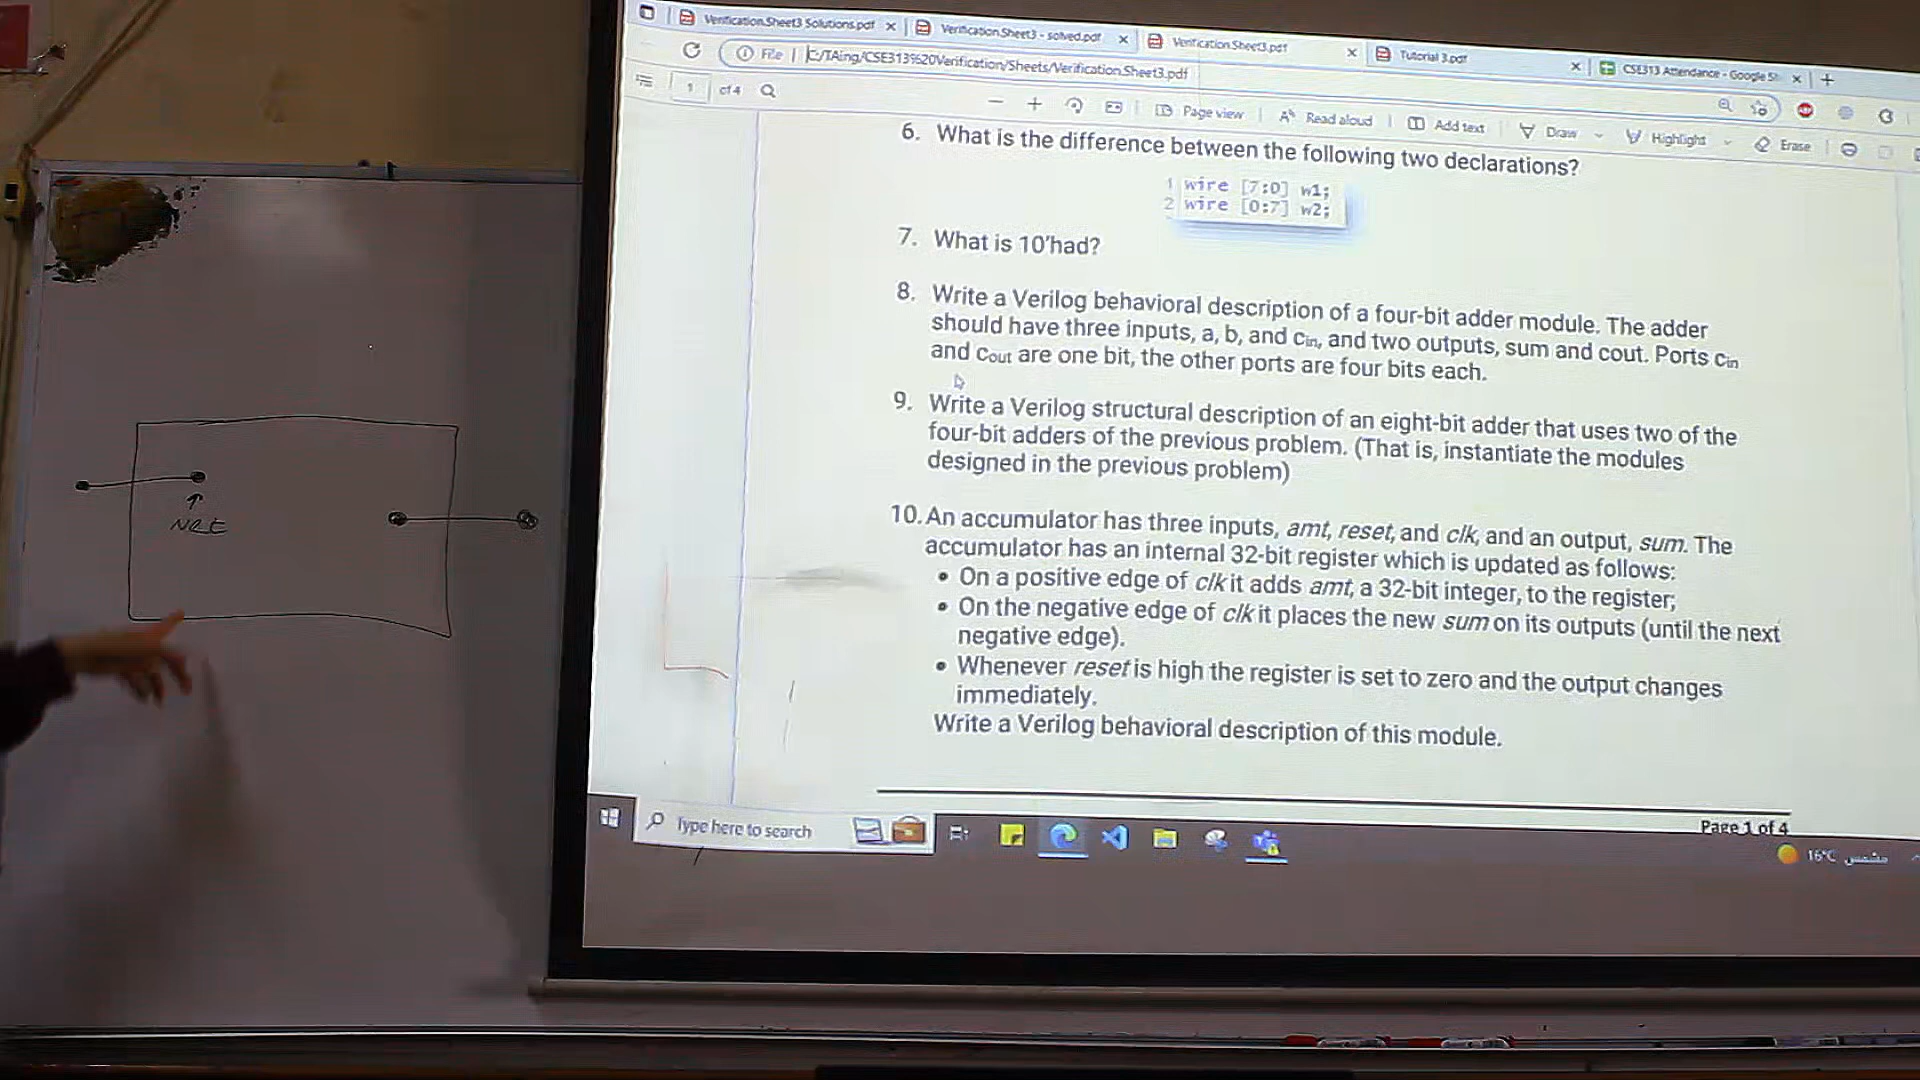 Verification.Sheet3 Solutions.pdf
Verification.Sheet3 - solved.pdf
Verification.Sheet3.pdf
Tutorial 3.pdf
CSE313 Attendance - Google S
File | C:/TAing/CSE313%20Verification/Sheets/Verification.Sheet3.pdf
1 of 4
Page view
Read aloud
Add text
Draw
Highlight
Erase
6. What is the difference between the following two declarations?
1 wire [7:0] w1;
2 wire [0:7] w2;
7. What is 10'had?
8. Write a Verilog behavioral description of a four-bit adder module. The adder
should have three inputs, a, b, and cin, and two outputs, sum and cout. Ports cin
and cout are one bit, the other ports are four bits each.
9. Write a Verilog structural description of an eight-bit adder that uses two of the
four-bit adders of the previous problem. (That is, instantiate the modules
designed in the previous problem)
10. An accumulator has three inputs, amt, reset, and clk, and an output, sum. The
accumulator has an internal 32-bit register which is updated as follows:
• On a positive edge of clk it adds amt, a 32-bit integer, to the register;
• On the negative edge of clk it places the new sum on its outputs (until the next
negative edge).
• Whenever reset is high the register is set to zero and the output changes
immediately.
Write a Verilog behavioral description of this module.
Page 1 of 4
Type here to search
16°C مشمس
Net